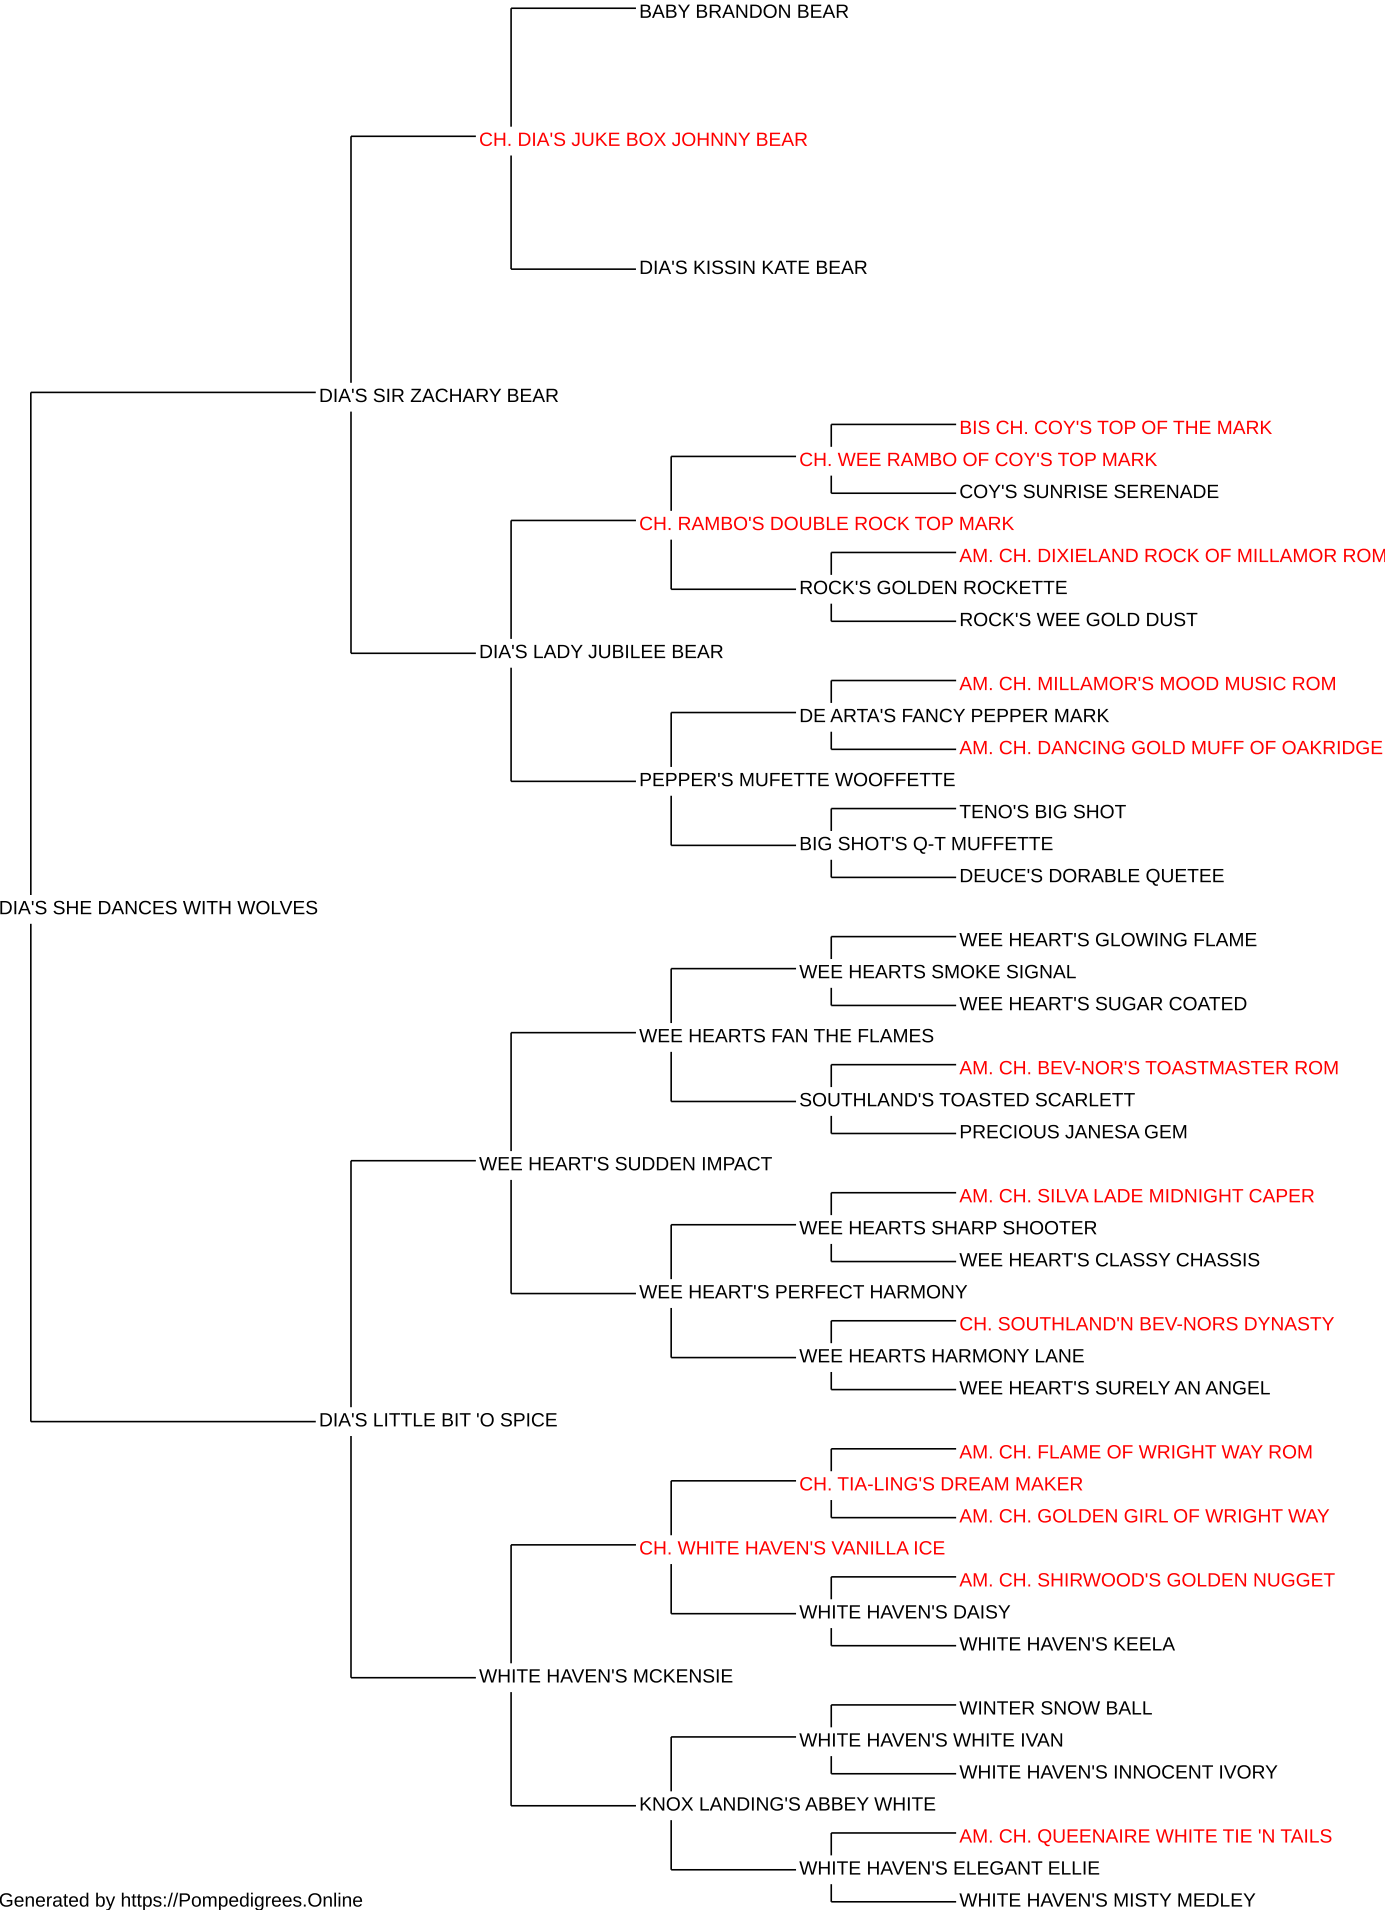 BABY BRANDON BEAR
CH. DIA'S JUKE BOX JOHNNY BEAR
DIA'S KISSIN KATE BEAR
DIA'S SIR ZACHARY BEAR
BIS CH. COY'S TOP OF THE MARK
CH. WEE RAMBO OF COY'S TOP MARK
COY'S SUNRISE SERENADE
CH. RAMBO'S DOUBLE ROCK TOP MARK
AM. CH. DIXIELAND ROCK OF MILLAMOR ROM
ROCK'S GOLDEN ROCKETTE
ROCK'S WEE GOLD DUST
DIA'S LADY JUBILEE BEAR
AM. CH. MILLAMOR'S MOOD MUSIC ROM
DE ARTA'S FANCY PEPPER MARK
AM. CH. DANCING GOLD MUFF OF OAKRIDGE
PEPPER'S MUFETTE WOOFFETTE
TENO'S BIG SHOT
BIG SHOT'S Q-T MUFFETTE
DEUCE'S DORABLE QUETEE
DIA'S SHE DANCES WITH WOLVES
WEE HEART'S GLOWING FLAME
WEE HEARTS SMOKE SIGNAL
WEE HEART'S SUGAR COATED
WEE HEARTS FAN THE FLAMES
AM. CH. BEV-NOR'S TOASTMASTER ROM
SOUTHLAND'S TOASTED SCARLETT
PRECIOUS JANESA GEM
WEE HEART'S SUDDEN IMPACT
AM. CH. SILVA LADE MIDNIGHT CAPER
WEE HEARTS SHARP SHOOTER
WEE HEART'S CLASSY CHASSIS
WEE HEART'S PERFECT HARMONY
CH. SOUTHLAND'N BEV-NORS DYNASTY
WEE HEARTS HARMONY LANE
WEE HEART'S SURELY AN ANGEL
DIA'S LITTLE BIT 'O SPICE
AM. CH. FLAME OF WRIGHT WAY ROM
CH. TIA-LING'S DREAM MAKER
AM. CH. GOLDEN GIRL OF WRIGHT WAY
CH. WHITE HAVEN'S VANILLA ICE
AM. CH. SHIRWOOD'S GOLDEN NUGGET
WHITE HAVEN'S DAISY
WHITE HAVEN'S KEELA
WHITE HAVEN'S MCKENSIE
WINTER SNOW BALL
WHITE HAVEN'S WHITE IVAN
WHITE HAVEN'S INNOCENT IVORY
KNOX LANDING'S ABBEY WHITE
AM. CH. QUEENAIRE WHITE TIE 'N TAILS
WHITE HAVEN'S ELEGANT ELLIE
WHITE HAVEN'S MISTY MEDLEY
Generated by https://Pompedigrees.Online